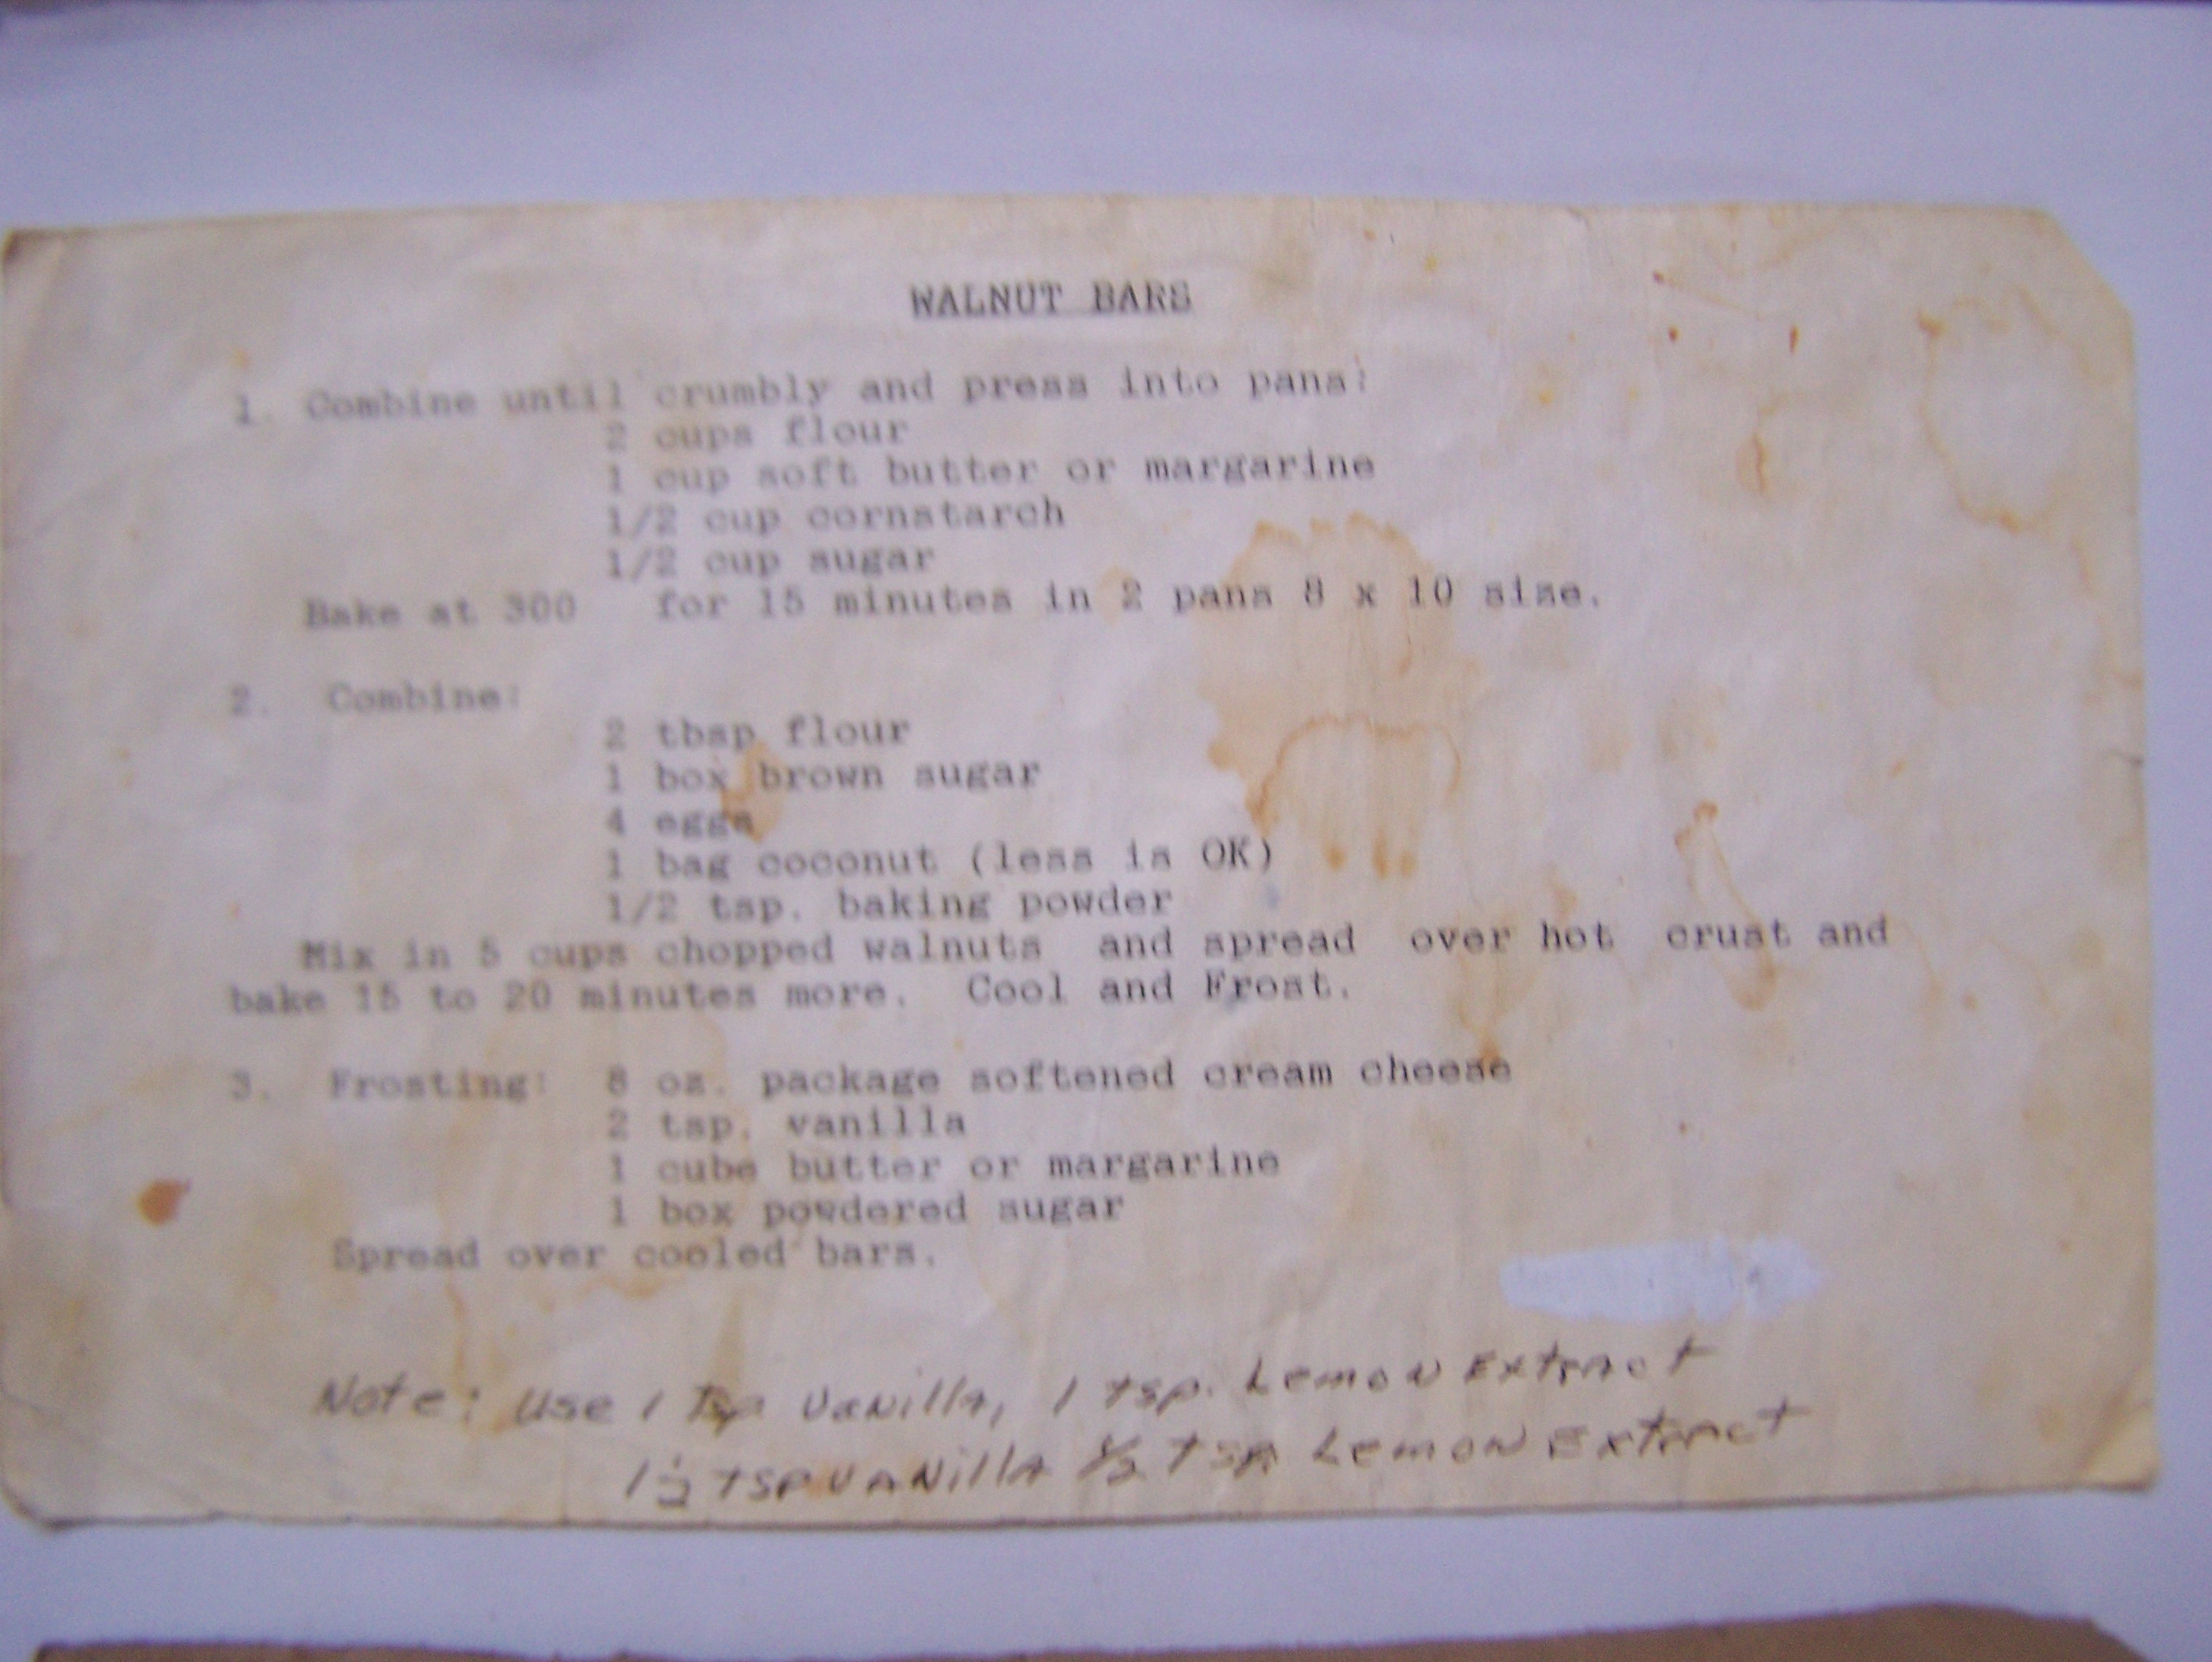 WALNUT BARS
1. Combine until crumbly and press into pans:
2 cups flour
1 cup soft butter or margarine
1/2 cup cornstarch
1/2 cup sugar
Bake at 300 for 15 minutes in 2 pans 8 x 10 size.
2. Combine:
2 tbsp flour
1 box brown sugar
4 eggs
1 bag coconut (less is OK)
1/2 tsp. baking powder
Mix in 5 cups chopped walnuts and spread over hot crust and
bake 15 to 20 minutes more. Cool and Frost.
3. Frosting: 8 oz. package softened cream cheese
2 tsp. vanilla
1 cube butter or margarine
1 box powdered sugar
Spread over cooled bars.
Note: Use 1 Tsp Vanilla, 1 tsp. Lemon Extract
1 1/2 tsp Vanilla 1/2 tsp Lemon Extract